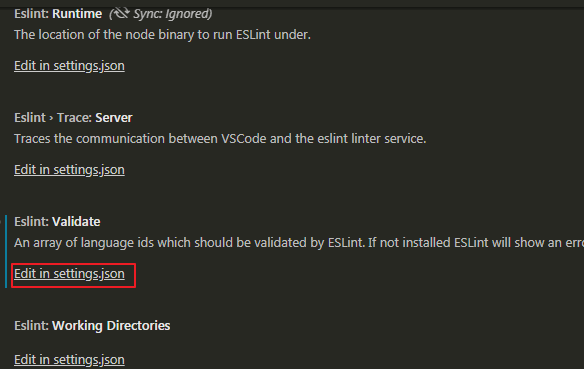 Eslint: Runtime (Sync: Ignored)
The location of the node binary to run ESLint under.
Edit in settings.json
Eslint › Trace: Server
Traces the communication between VSCode and the eslint linter service.
Edit in settings.json
Eslint: Validate
An array of language ids which should be validated by ESLint. If not installed ESLint will show an erro
Edit in settings.json
Eslint: Working Directories
Edit in settings.json